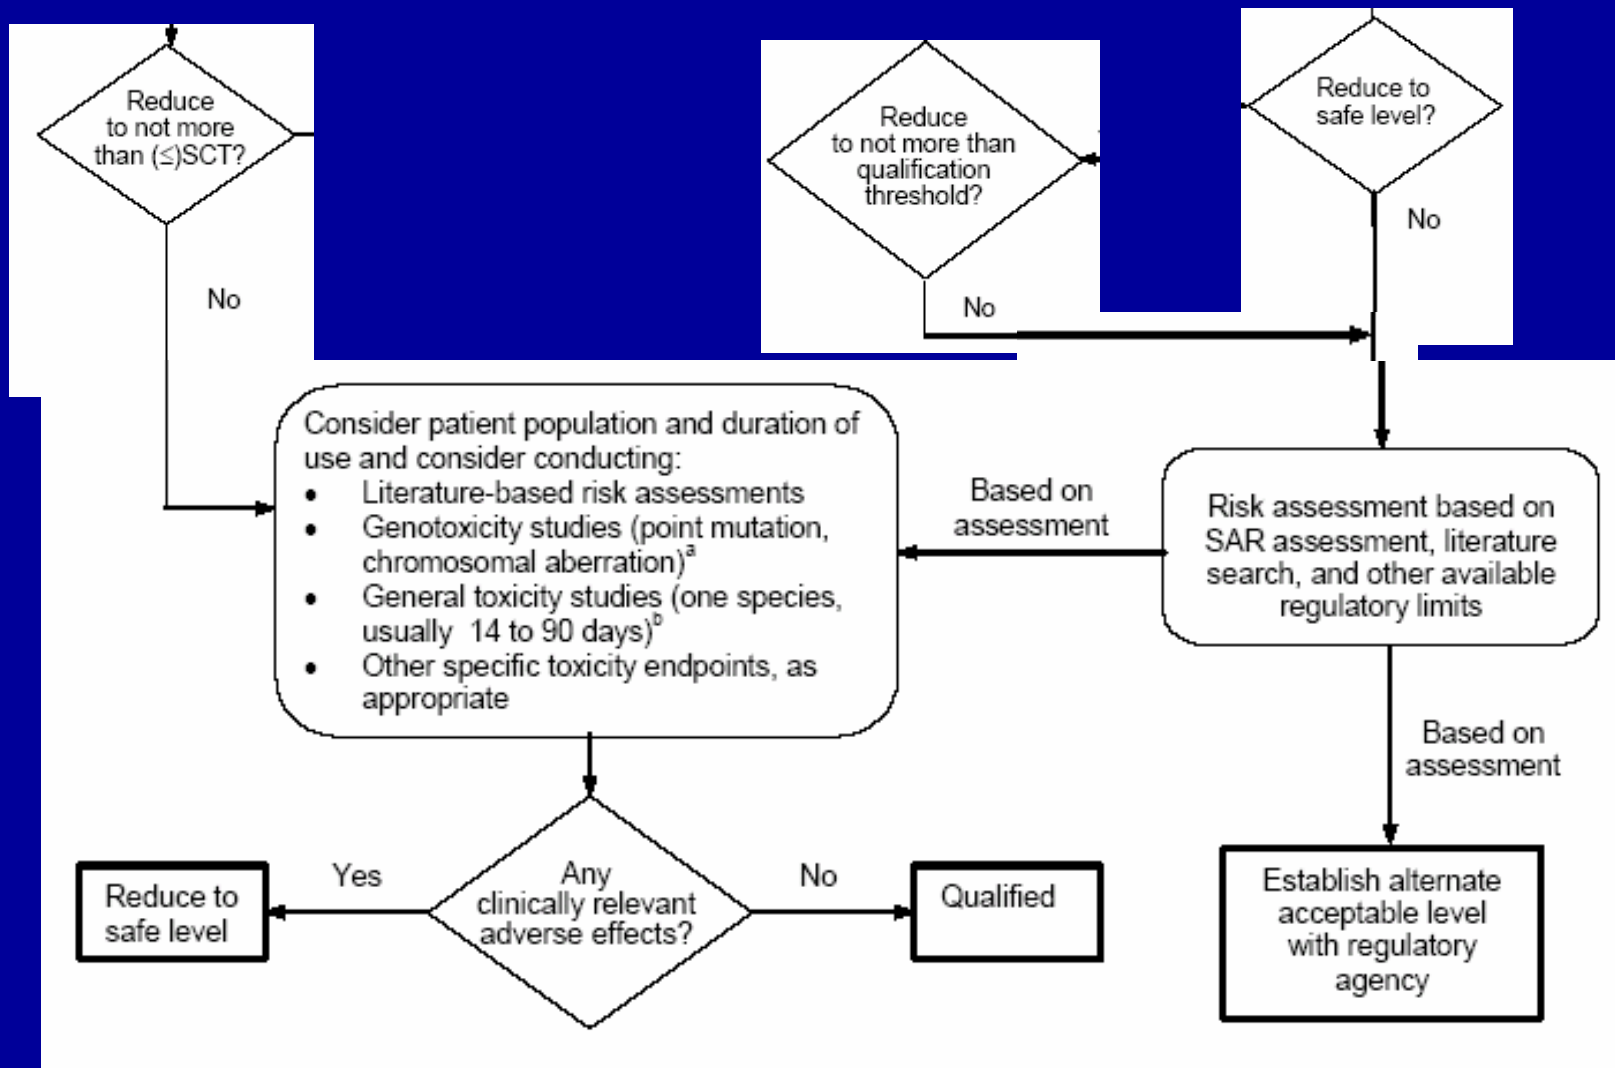 Reduce
to not more
than (≤)SCT?
No
Reduce
to not more than
qualification
threshold?
No
Reduce to
safe level?
No
Consider patient population and duration of
use and consider conducting:
• Literature-based risk assessments
• Genotoxicity studies (point mutation,
chromosomal aberration)a
• General toxicity studies (one species,
usually 14 to 90 days)b
• Other specific toxicity endpoints, as
appropriate
Based on
assessment
Risk assessment based on
SAR assessment, literature
search, and other available
regulatory limits
Based on
assessment
Reduce to
safe level
Yes
Any
clinically relevant
adverse effects?
No
Qualified
Establish alternate
acceptable level
with regulatory
agency